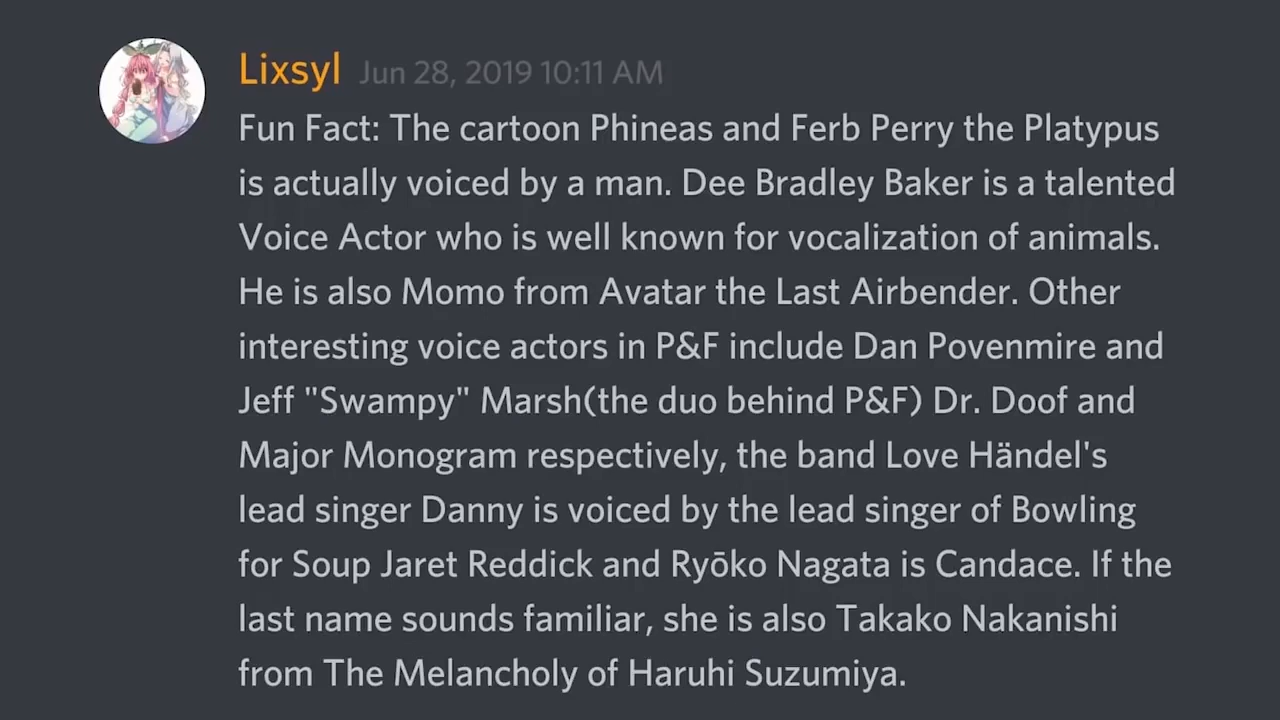 Lixsyl Jun 28, 2019 10:11 AM
Fun Fact: The cartoon Phineas and Ferb Perry the Platypus
is actually voiced by a man. Dee Bradley Baker is a talented
Voice Actor who is well known for vocalization of animals.
He is also Momo from Avatar the Last Airbender. Other
interesting voice actors in P&F include Dan Povenmire and
Jeff "Swampy" Marsh(the duo behind P&F) Dr. Doof and
Major Monogram respectively, the band Love Händel's
lead singer Danny is voiced by the lead singer of Bowling
for Soup Jaret Reddick and Ryōko Nagata is Candace. If the
last name sounds familiar, she is also Takako Nakanishi
from The Melancholy of Haruhi Suzumiya.